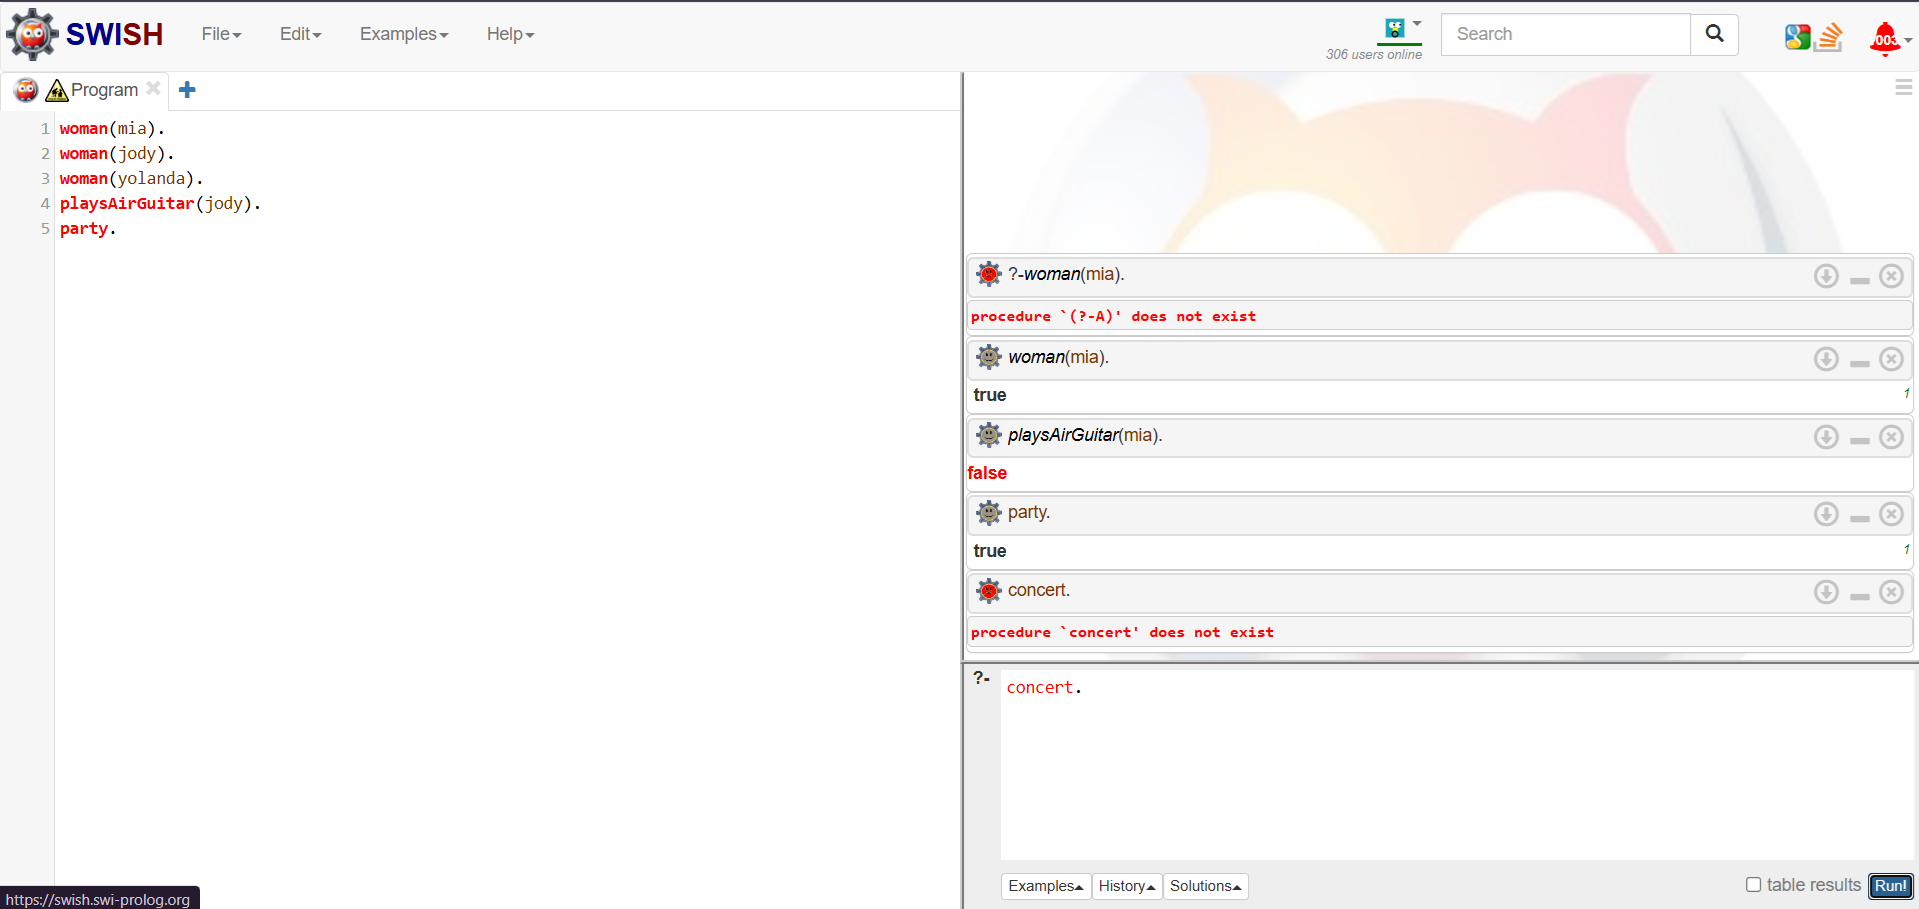 SWISH File Edit Examples Help 306 users online Search 003
Program
1 woman(mia).
2 woman(jody).
3 woman(yolanda).
4 playsAirGuitar(jody).
5 party.
?-woman(mia).
procedure `(?-A)' does not exist
woman(mia).
true 1
playsAirGuitar(mia).
false
party.
true 1
concert.
procedure `concert' does not exist
?- concert.
Examples History Solutions table results Run!
https://swish.swi-prolog.org